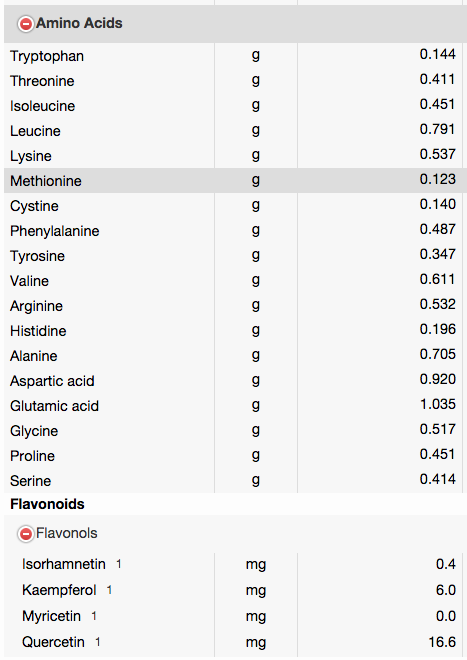 Amino Acids
Tryptophan g 0.144
Threonine g 0.411
Isoleucine g 0.451
Leucine g 0.791
Lysine g 0.537
Methionine g 0.123
Cystine g 0.140
Phenylalanine g 0.487
Tyrosine g 0.347
Valine g 0.611
Arginine g 0.532
Histidine g 0.196
Alanine g 0.705
Aspartic acid g 0.920
Glutamic acid g 1.035
Glycine g 0.517
Proline g 0.451
Serine g 0.414
Flavonoids
Flavonols
Isorhamnetin 1 mg 0.4
Kaempferol 1 mg 6.0
Myricetin 1 mg 0.0
Quercetin 1 mg 16.6